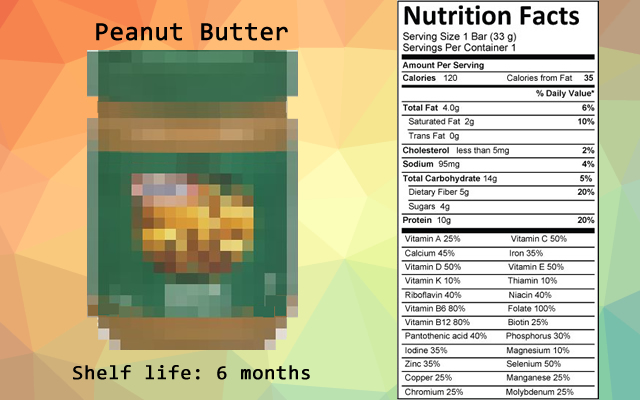 Peanut Butter
Shelf life: 6 months
Nutrition Facts
Serving Size 1 Bar (33 g)
Servings Per Container 1
Amount Per Serving
Calories 120 Calories from Fat 35
% Daily Value*
Total Fat 4.0g 6%
Saturated Fat 2g 10%
Trans Fat 0g
Cholesterol less than 5mg 2%
Sodium 95mg 4%
Total Carbohydrate 14g 5%
Dietary Fiber 5g 20%
Sugars 4g
Protein 10g 20%
Vitamin A 25% Vitamin C 50%
Calcium 45% Iron 35%
Vitamin D 50% Vitamin E 50%
Vitamin K 10% Thiamin 10%
Riboflavin 40% Niacin 40%
Vitamin B6 80% Folate 100%
Vitamin B12 80% Biotin 25%
Pantothenic acid 40% Phosphorus 30%
Iodine 35% Magnesium 10%
Zinc 35% Selenium 50%
Copper 25% Manganese 25%
Chromium 25% Molybdenum 25%